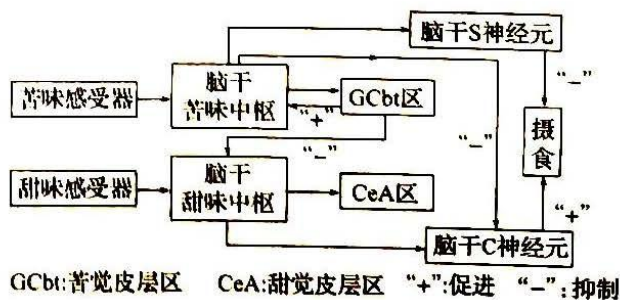 脑干S神经元
脑干
苦味中枢
苦味感受器
GCbt区
“+”
“-”
“-”
“-”
摄食
脑干
甜味中枢
甜味感受器
CeA区
“+”
脑干C神经元
GCbt:苦觉皮层区 CeA:甜觉皮层区 “+”:促进 “-”:抑制